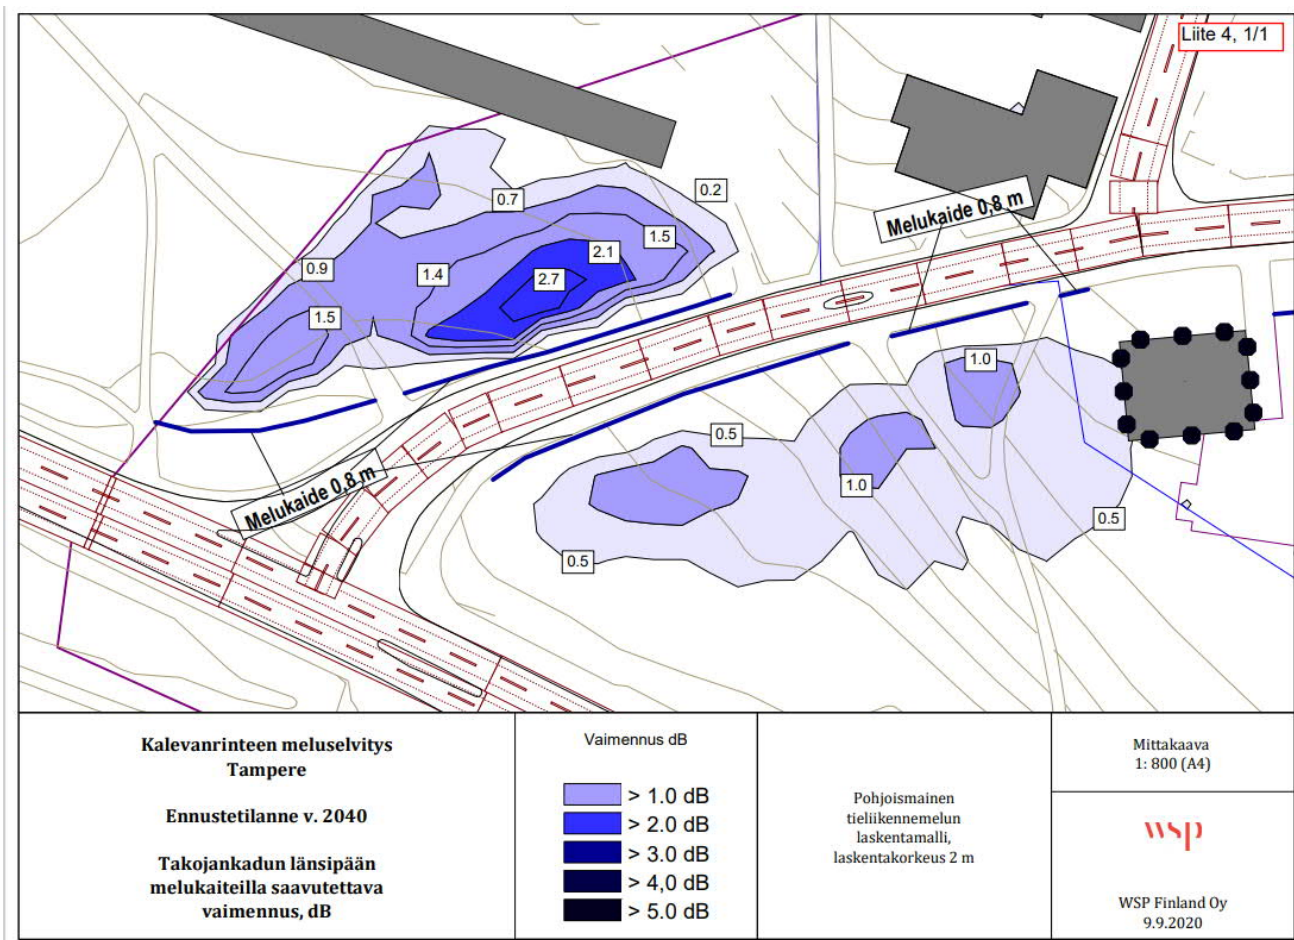 Liite 4, 1/1
0.2
0.7
Melukaide 0,8 m
1.5
2.1
0.9
1.4
2.7
1.5
1.0
0.5
Melukaide 0,8 m
1.0
0.5
0.5
Kalevanrinteen meluselvitys
Tampere
Ennustetilanne v. 2040
Takojankadun länsipään
melukaiteilla saavutettava
vaimennus, dB
Vaimennus dB
> 1.0 dB
> 2.0 dB
> 3.0 dB
> 4,0 dB
> 5.0 dB
Pohjoismainen
tieliikennemelun
laskentamalli,
laskentakorkeus 2 m
Mittakaava
1: 800 (A4)
wsp
WSP Finland Oy
9.9.2020